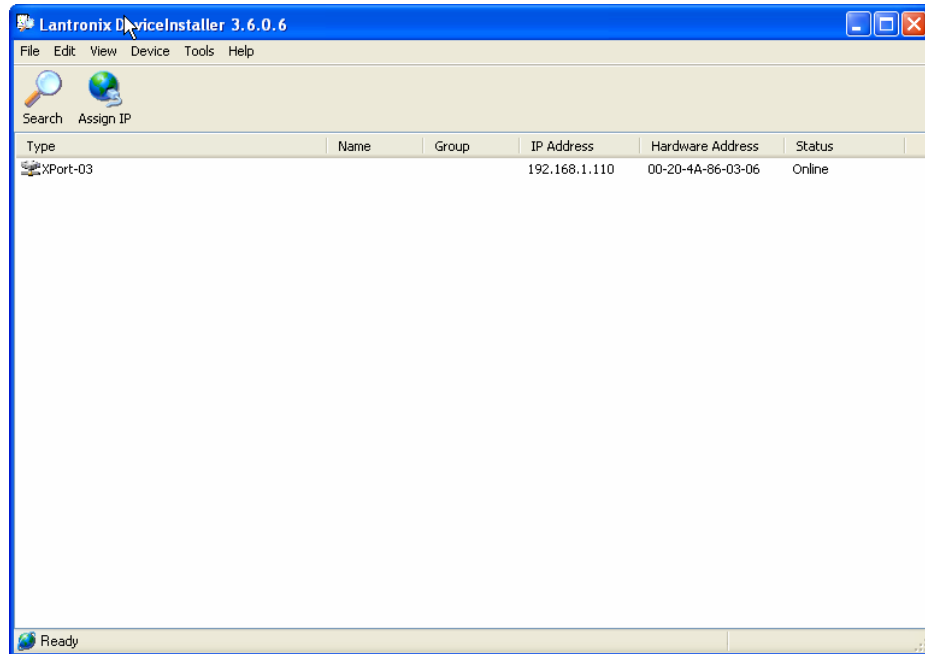 Lantronix DeviceInstaller 3.6.0.6
File Edit View Device Tools Help
Search Assign IP
Type Name Group IP Address Hardware Address Status
XPort-03 192.168.1.110 00-20-4A-86-03-06 Online
Ready